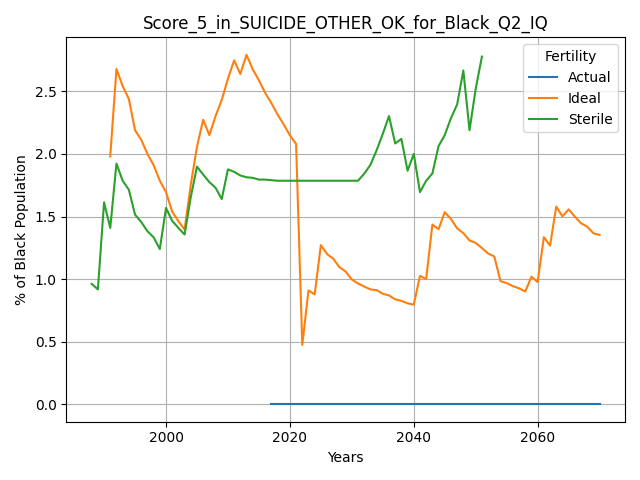 Score_5_in_SUICIDE_OTHER_OK_for_Black_Q2_IQ
Fertility
Actual
Ideal
Sterile
% of Black Population
2.5
2.0
1.5
1.0
0.5
0.0
2000 2020 2040 2060
Years